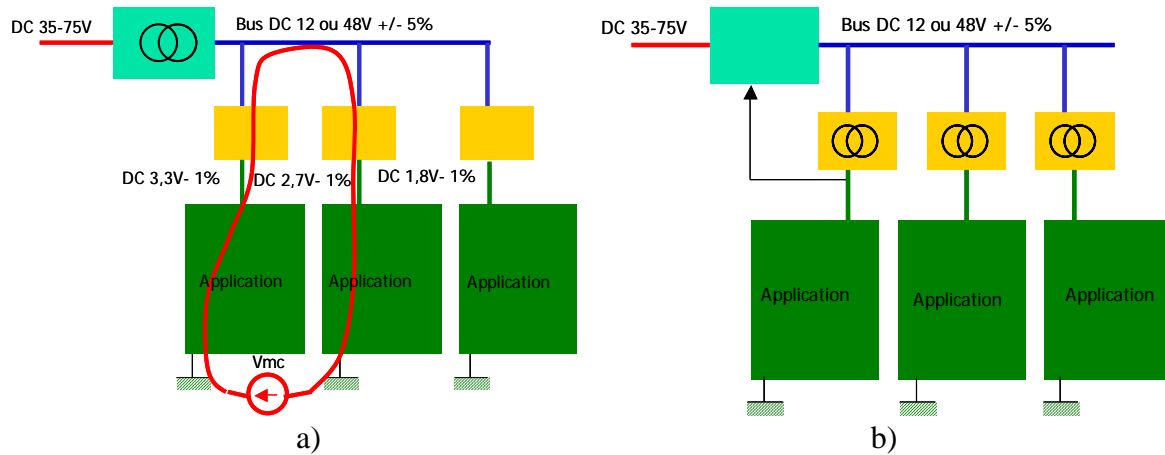 DC 35-75V
Bus DC 12 ou 48V +/- 5%
DC 3,3V- 1%
DC 2,7V- 1%
DC 1,8V- 1%
Application
Application
Application
Vmc
a)
DC 35-75V
Bus DC 12 ou 48V +/- 5%
Application
Application
Application
b)